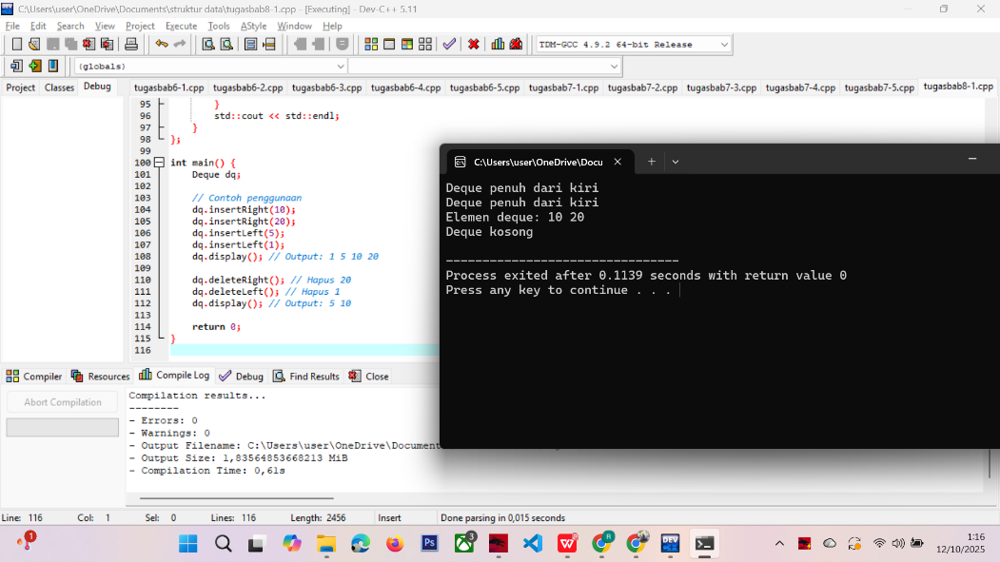 C:\Users\user\OneDrive\Documents\struktur data\tugasbab8-1.cpp - [Executing] - Dev-C++ 5.11
File Edit Search View Project Execute Tools AStyle Window Help
TDM-GCC 4.9.2 64-bit Release
(globals)
Project Classes Debug
tugasbab6-1.cpp tugasbab6-2.cpp tugasbab6-3.cpp tugasbab6-4.cpp tugasbab6-5.cpp tugasbab7-1.cpp tugasbab7-2.cpp tugasbab7-3.cpp tugasbab7-4.cpp tugasbab7-5.cpp tugasbab8-1.cpp
95 }
96 std::cout << std::endl;
97 }
98 };
99
100 int main() {
101 Deque dq;
102
103 // Contoh penggunaan
104 dq.insertRight(10);
105 dq.insertRight(20);
106 dq.insertLeft(5);
107 dq.insertLeft(1);
108 dq.display(); // Output: 1 5 10 20
109
110 dq.deleteRight(); // Hapus 20
111 dq.deleteLeft(); // Hapus 1
112 dq.display(); // Output: 5 10
113
114 return 0;
115 }
116
C:\Users\user\OneDrive\Docu
Deque penuh dari kiri
Deque penuh dari kiri
Elemen deque: 10 20
Deque kosong
--------------------------------
Process exited after 0.1139 seconds with return value 0
Press any key to continue . . .
Compiler Resources Compile Log Debug Find Results Close
Abort Compilation
Compilation results...
--------
- Errors: 0
- Warnings: 0
- Output Filename: C:\Users\user\OneDrive\Document
- Output Size: 1,83564853668213 MiB
- Compilation Time: 0,61s
Line: 116 Col: 1 Sel: 0 Lines: 116 Length: 2456 Insert Done parsing in 0,015 seconds
1
3
1:16
12/10/2025